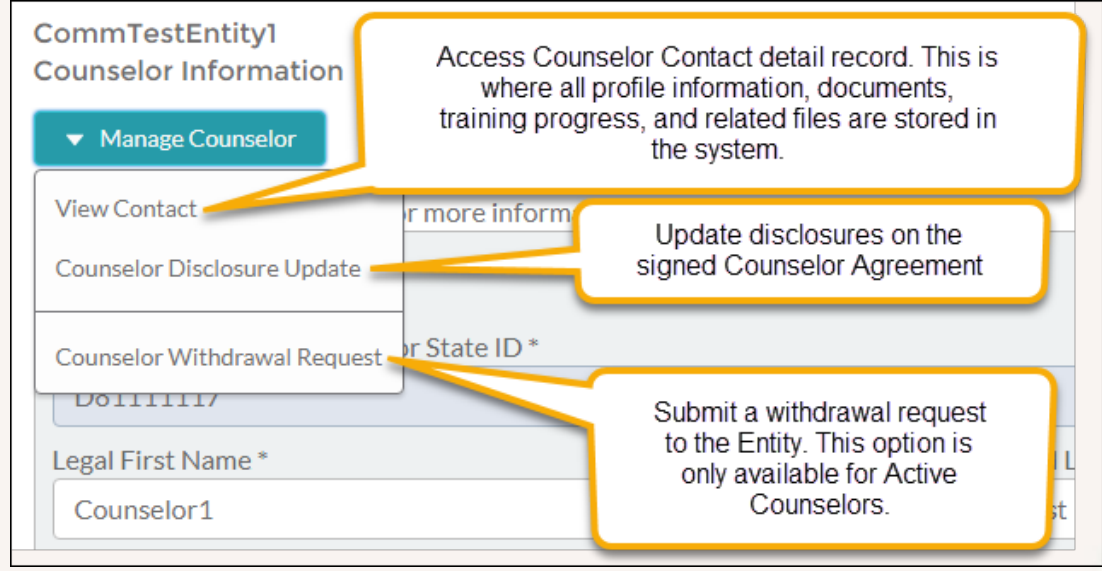 CommTestEntity1
Counselor Information
Manage Counselor
Access Counselor Contact detail record. This is
where all profile information, documents,
training progress, and related files are stored in
the system.
View Contact
r more inform
Update disclosures on the
signed Counselor Agreement
Counselor Disclosure Update
Counselor Withdrawal Request
or State ID *
D81111117
Submit a withdrawal request
to the Entity. This option is
only available for Active
Counselors.
Legal First Name *
Counselor1